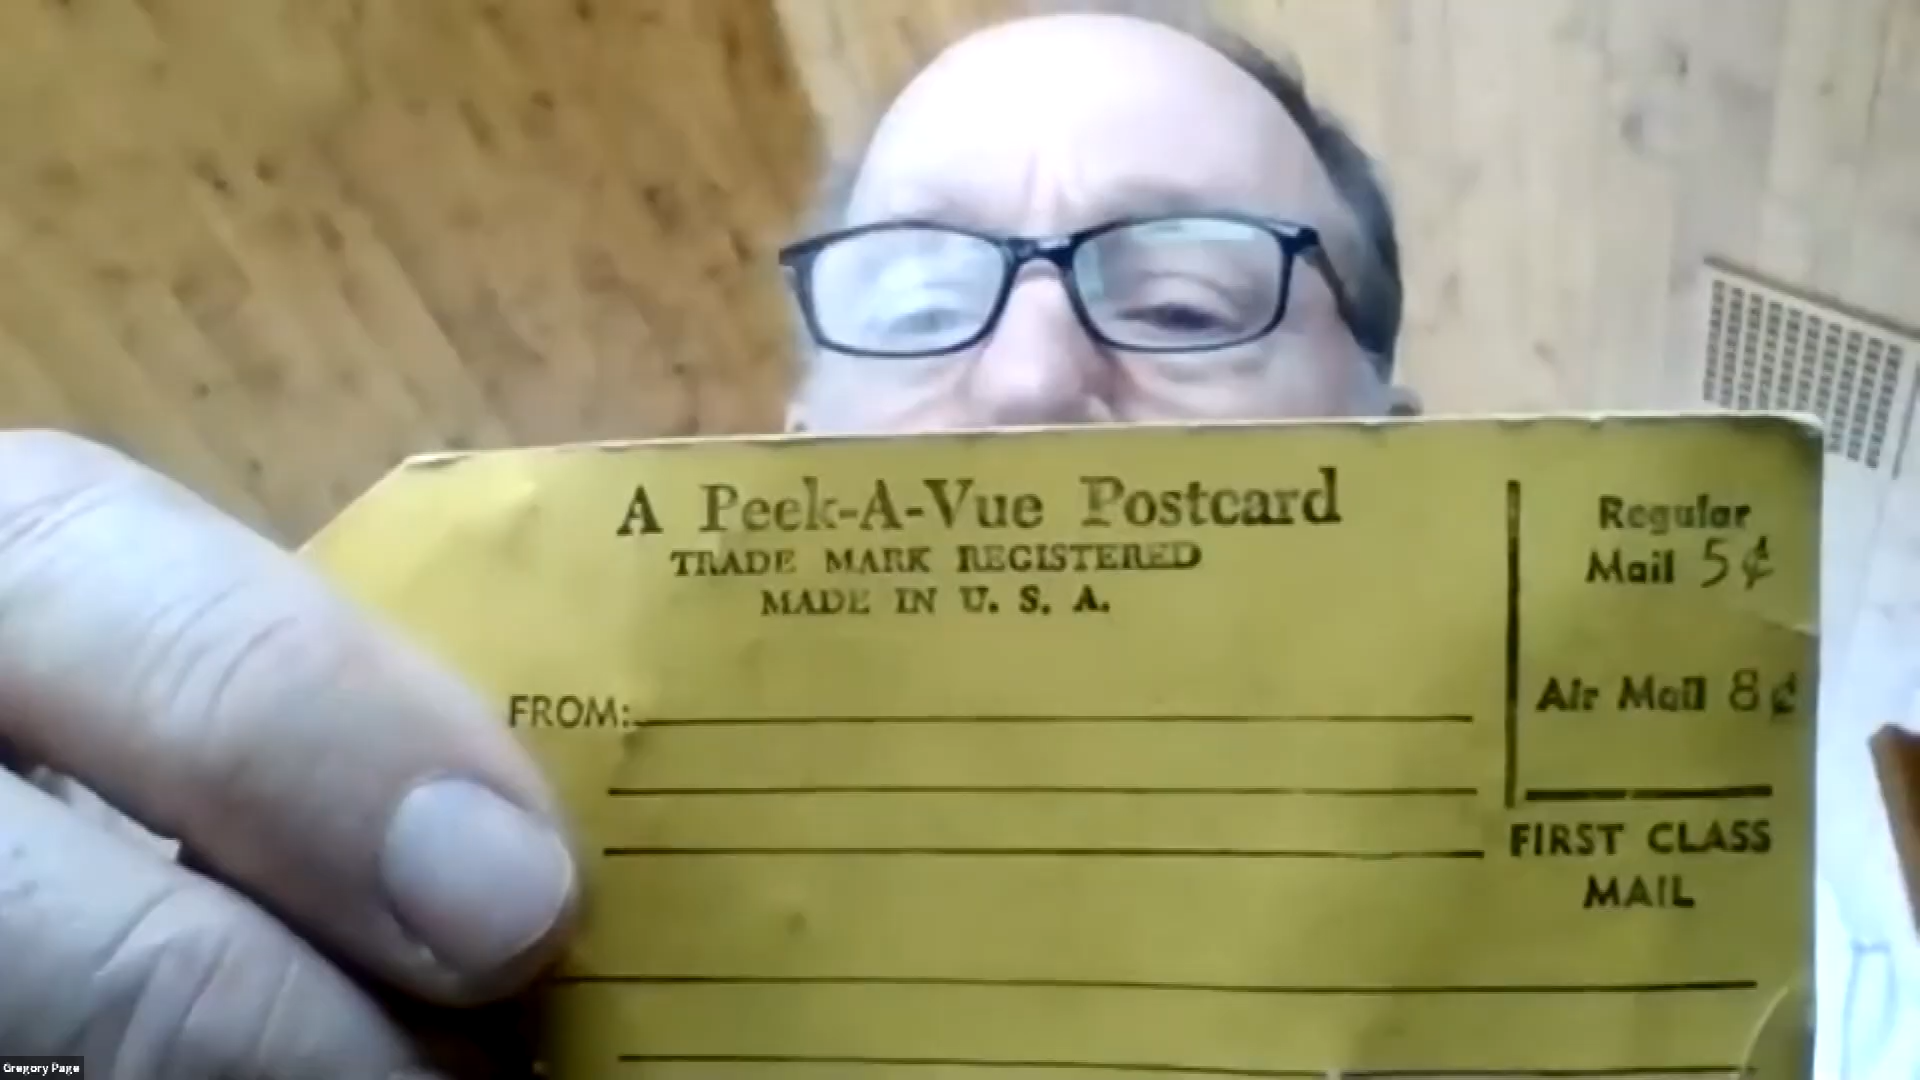 A Peek-A-Vue Postcard
TRADE MARK REGISTERED
MADE IN U. S. A.
Regular
Mail 5¢
Air Mail 8¢
FROM:
FIRST CLASS
MAIL
Gregory Page